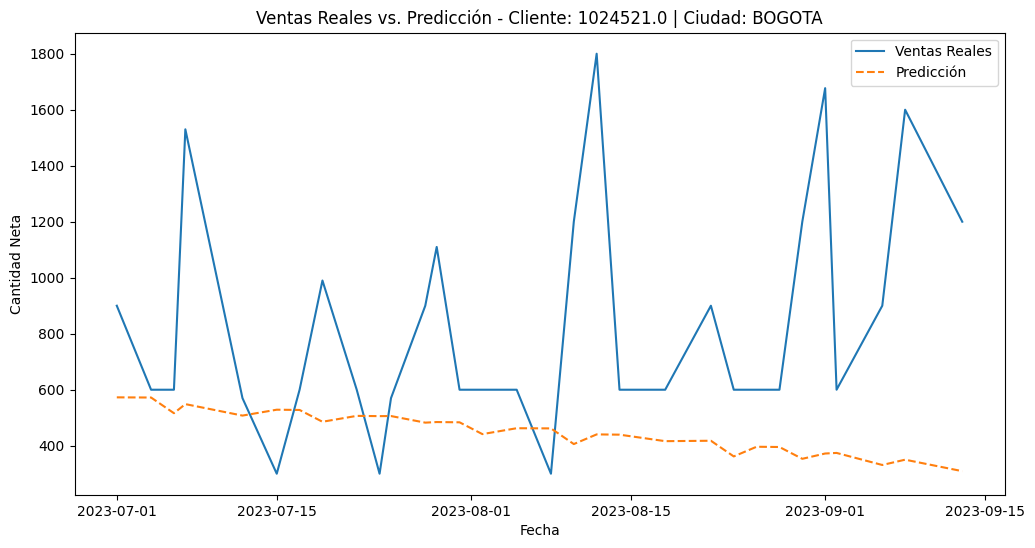 Ventas Reales vs. Predicción - Cliente: 1024521.0 | Ciudad: BOGOTA
Ventas Reales
Predicción
Cantidad Neta
1800
1600
1400
1200
1000
800
600
400
2023-07-01
2023-07-15
2023-08-01
2023-08-15
2023-09-01
2023-09-15
Fecha